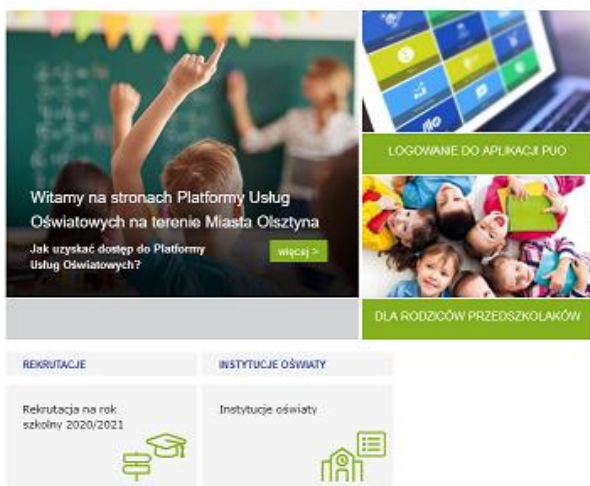 Witamy na stronach Platformy Usług
Oświatowych na terenie Miasta Olsztyna
Jak uzyskać dostęp do Platformy
Usług Oświatowych?
więcej >
LOGOWANIE DO APLIKACJI PUO
DLA RODZICÓW PRZEDSZKOLAKÓW
REKRUTACJE
INSTYTUCJE OŚWIATY
Rekrutacja na rok
szkolny 2020/2021
Instytucje oświaty